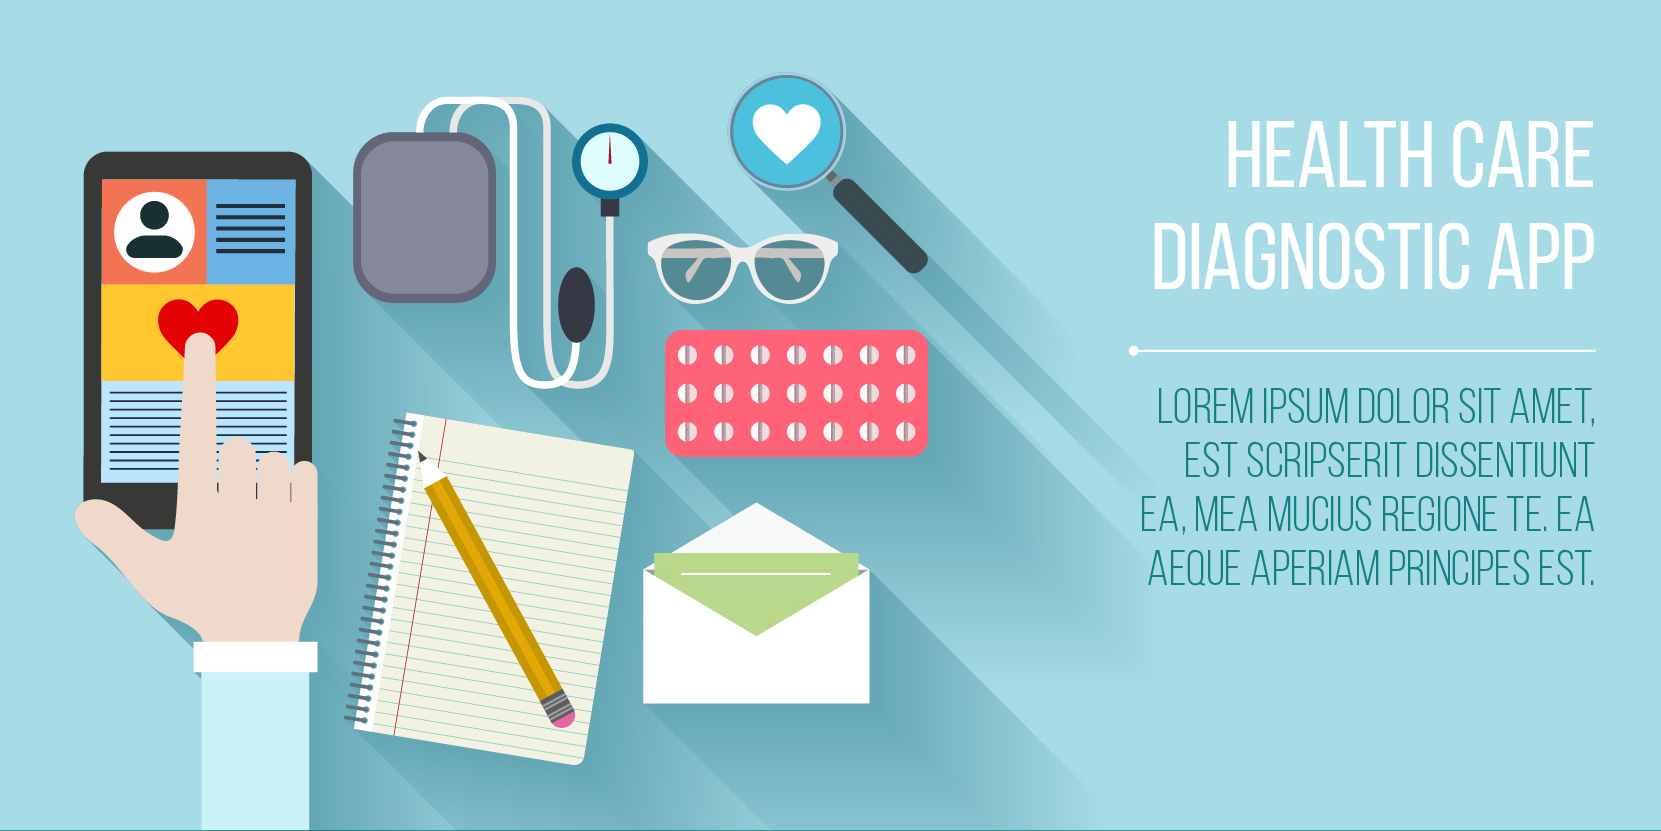 HEALTH CARE
DIAGNOSTIC APP
LOREM IPSUM DOLOR SIT AMET,
EST SCRIPSERIT DISSENTIUNT
EA, MEA MUCIUS REGIONE TE. EA
AEQUE APERIAM PRINCIPES EST.